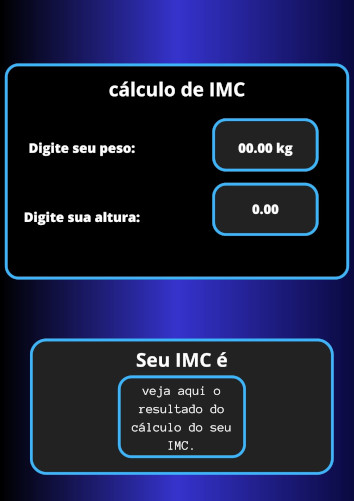 cálculo de IMC
Digite seu peso:
00.00 kg
Digite sua altura:
0.00
Seu IMC é
veja aqui o
resultado do
cálculo do seu
IMC.